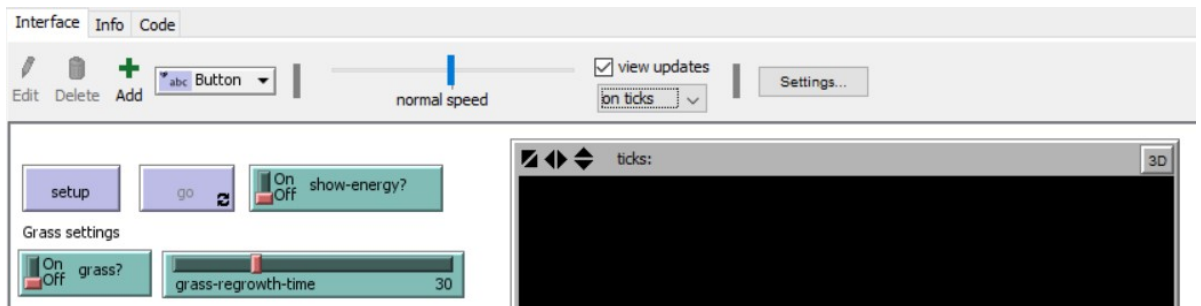 Interface Info Code
Edit Delete Add abc Button normal speed view updates
on ticks Settings...
ticks: 3D
setup go On Off show-energy?
Grass settings
On Off grass? grass-regrowth-time 30